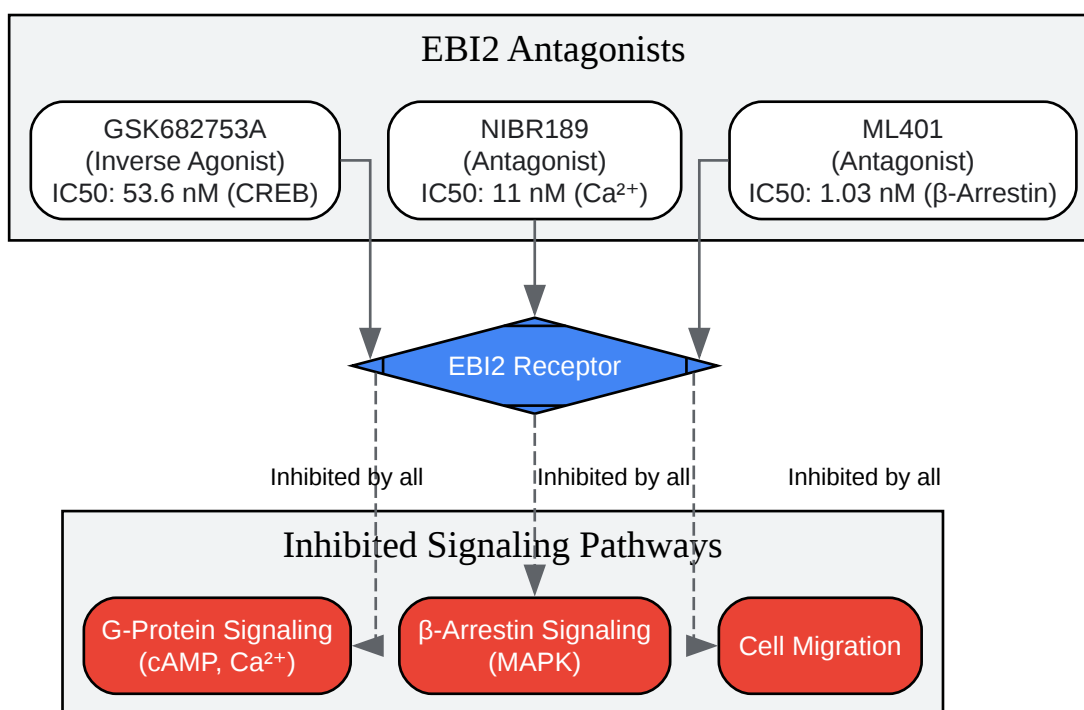 EBI2 Antagonists
GSK682753A
(Inverse Agonist)
IC50: 53.6 nM (CREB)
NIBR189
(Antagonist)
IC50: 11 nM (Ca²⁺)
ML401
(Antagonist)
IC50: 1.03 nM (β-Arrestin)
EBI2 Receptor
Inhibited by all
Inhibited by all
Inhibited by all
Inhibited Signaling Pathways
G-Protein Signaling
(cAMP, Ca²⁺)
β-Arrestin Signaling
(MAPK)
Cell Migration